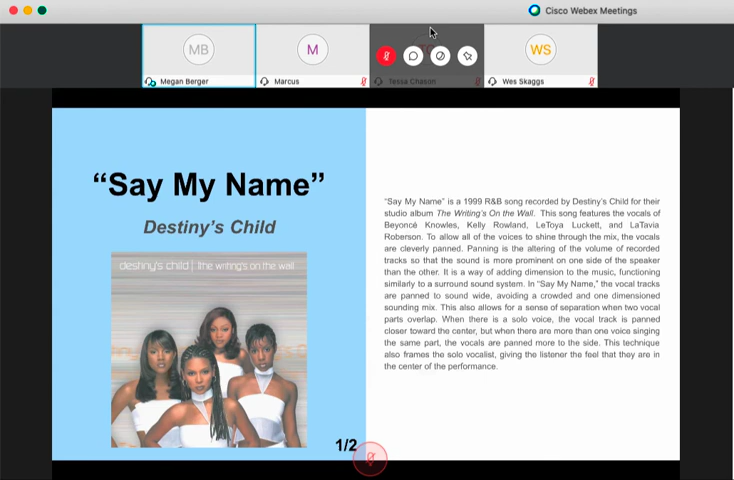 Cisco Webex Meetings
MB
M
TC
WS
Megan Berger
Marcus
Tessa Chason
Wes Skaggs
“Say My Name”
Destiny’s Child
destiny's child | the writing's on the wall
1/2
“Say My Name” is a 1999 R&B song recorded by Destiny’s Child for their
studio album The Writing’s On the Wall. This song features the vocals of
Beyoncé Knowles, Kelly Rowland, LeToya Luckett, and LaTavia
Roberson. To allow all of the voices to shine through the mix, the vocals
are cleverly panned. Panning is the altering of the volume of recorded
tracks so that the sound is more prominent on one side of the speaker
than the other. It is a way of adding dimension to the music, functioning
similarly to a surround sound system. In “Say My Name,” the vocal tracks
are panned to sound wide, avoiding a crowded and one dimensioned
sounding mix. This also allows for a sense of separation when two vocal
parts overlap. When there is a solo voice, the vocal track is panned
closer toward the center, but when there are more than one voice singing
the same part, the vocals are panned more to the side. This technique
also frames the solo vocalist, giving the listener the feel that they are in
the center of the performance.